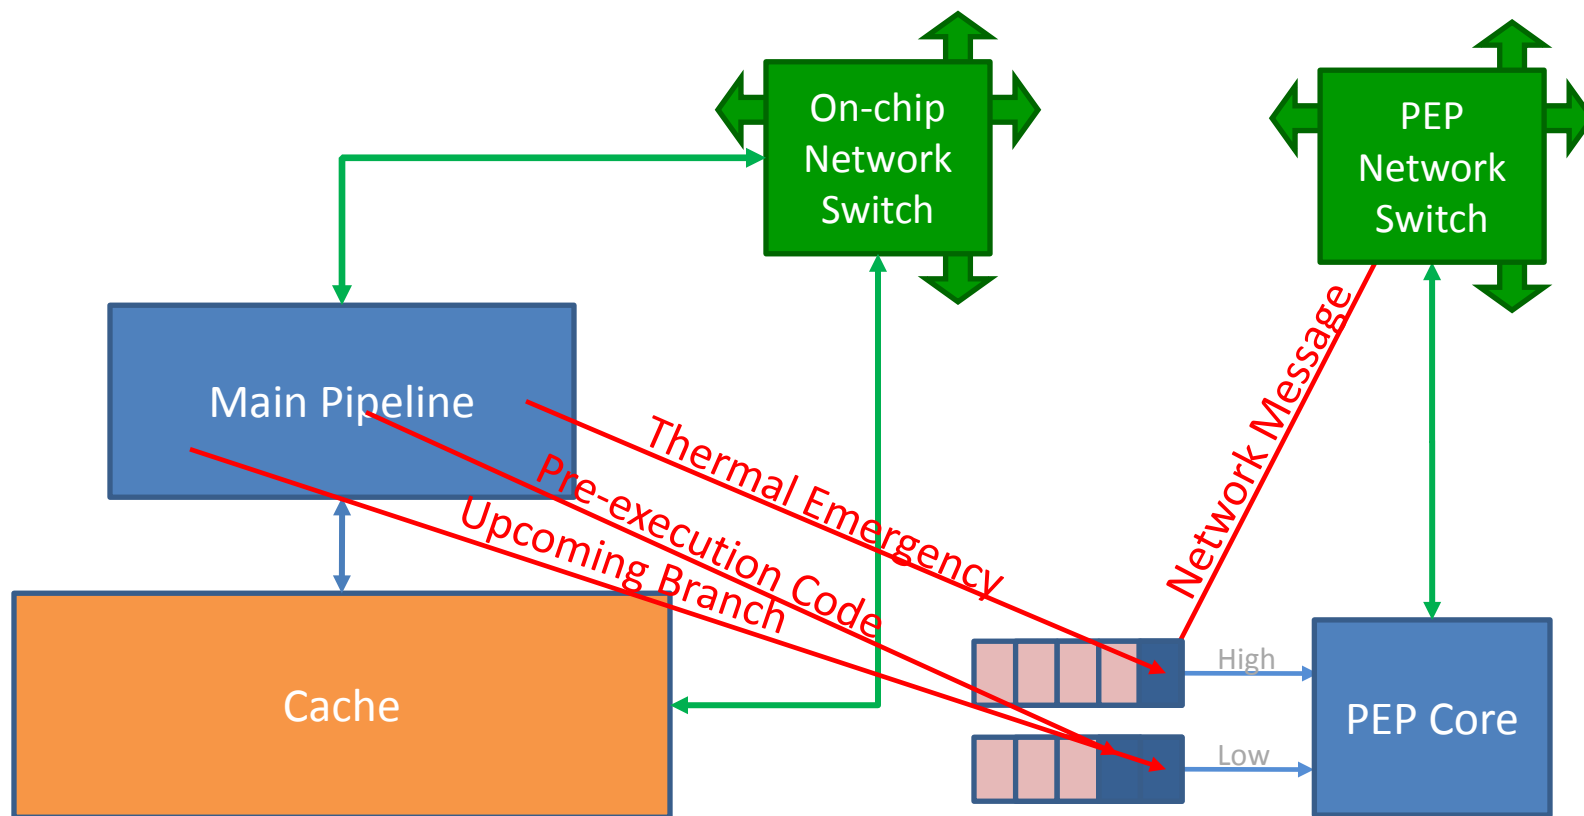 On-chip
Network
Switch
PEP
Network
Switch
Main Pipeline
Thermal Emergency
Pre-execution Code
Upcoming Branch
Network Message
Cache
High
Low
PEP Core